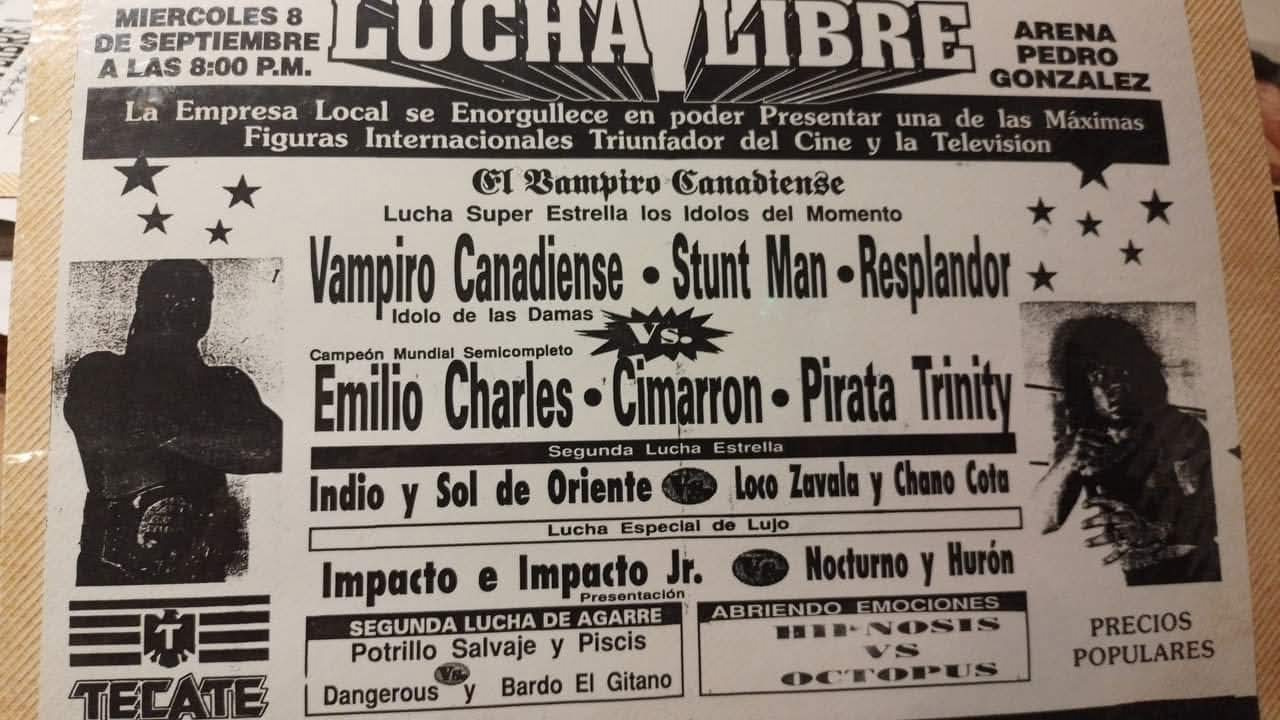 MIERCOLES 8
DE SEPTIEMBRE
A LAS 8:00 P.M.
LUCHA LIBRE
ARENA
PEDRO
GONZALEZ
La Empresa Local se Enorgullece en poder Presentar una de las Máximas
Figuras Internacionales Triunfador del Cine y la Television
El Vampiro Canadiense
Lucha Super Estrella los Idolos del Momento
Vampiro Canadiense • Stunt Man • Resplandor
Idolo de las Damas
Vs.
Campeón Mundial Semicompleto
Emilio Charles • Cimarron • Pirata Trinity
Segunda Lucha Estrella
Indio y Sol de Oriente Vs. Loco Zavala y Chano Cota
Lucha Especial de Lujo
Impacto e Impacto Jr. Nocturno y Hurón
Presentación
SEGUNDA LUCHA DE AGARRE
Potrillo Salvaje y Piscis
Vs.
Dangerous y Bardo El Gitano
ABRIENDO EMOCIONES
HIP-NOSIS
VS
OCTOPUS
T
TECATE
PRECIOS
POPULARES